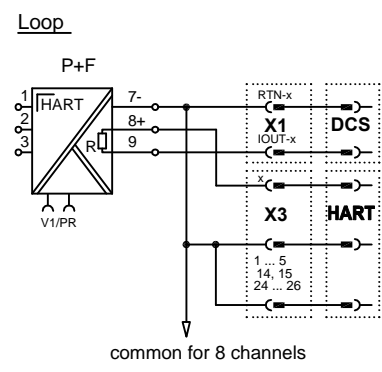 Loop
P+F
1 HART 7-
2 8+
3 R 9
V1/PR
RTN-x
X1 DCS
IOUT-x
x
X3 HART
1 ... 5
14, 15
24 ... 26
common for 8 channels